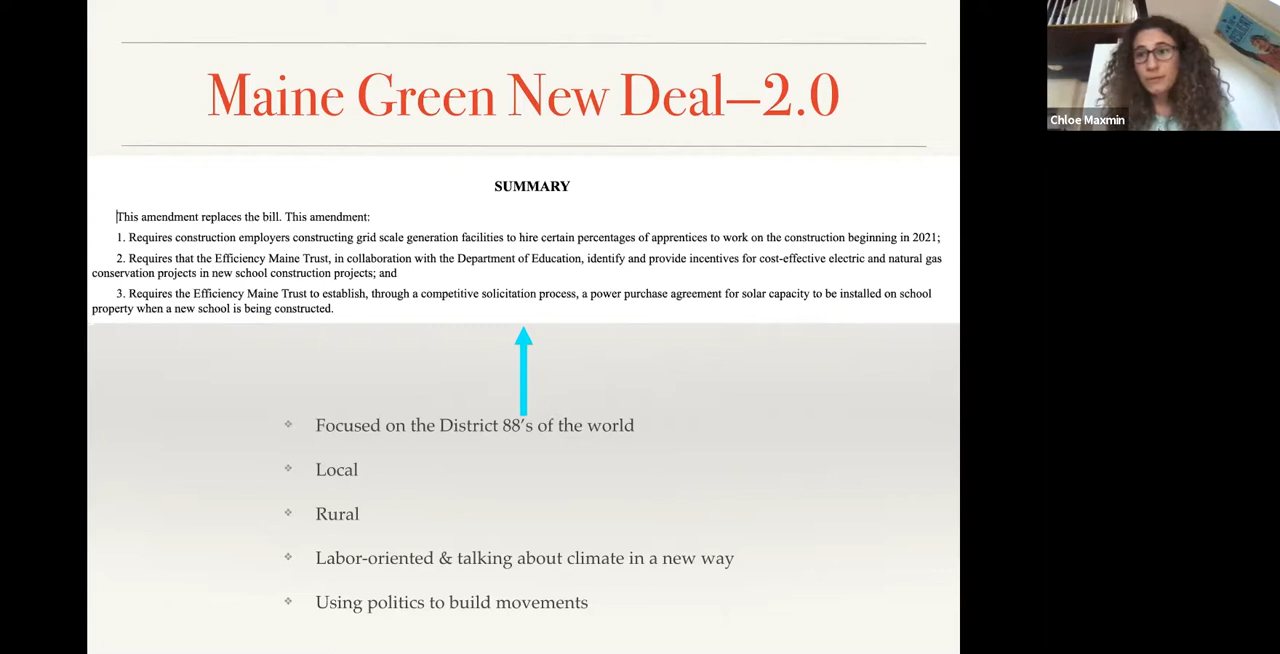 Maine Green New Deal—2.0
SUMMARY
This amendment replaces the bill. This amendment:
1. Requires construction employers constructing grid scale generation facilities to hire certain percentages of apprentices to work on the construction beginning in 2021;
2. Requires that the Efficiency Maine Trust, in collaboration with the Department of Education, identify and provide incentives for cost-effective electric and natural gas
conservation projects in new school construction projects; and
3. Requires the Efficiency Maine Trust to establish, through a competitive solicitation process, a power purchase agreement for solar capacity to be installed on school
property when a new school is being constructed.
❖ Focused on the District 88's of the world
❖ Local
❖ Rural
❖ Labor-oriented & talking about climate in a new way
❖ Using politics to build movements
Chloe Maxmin